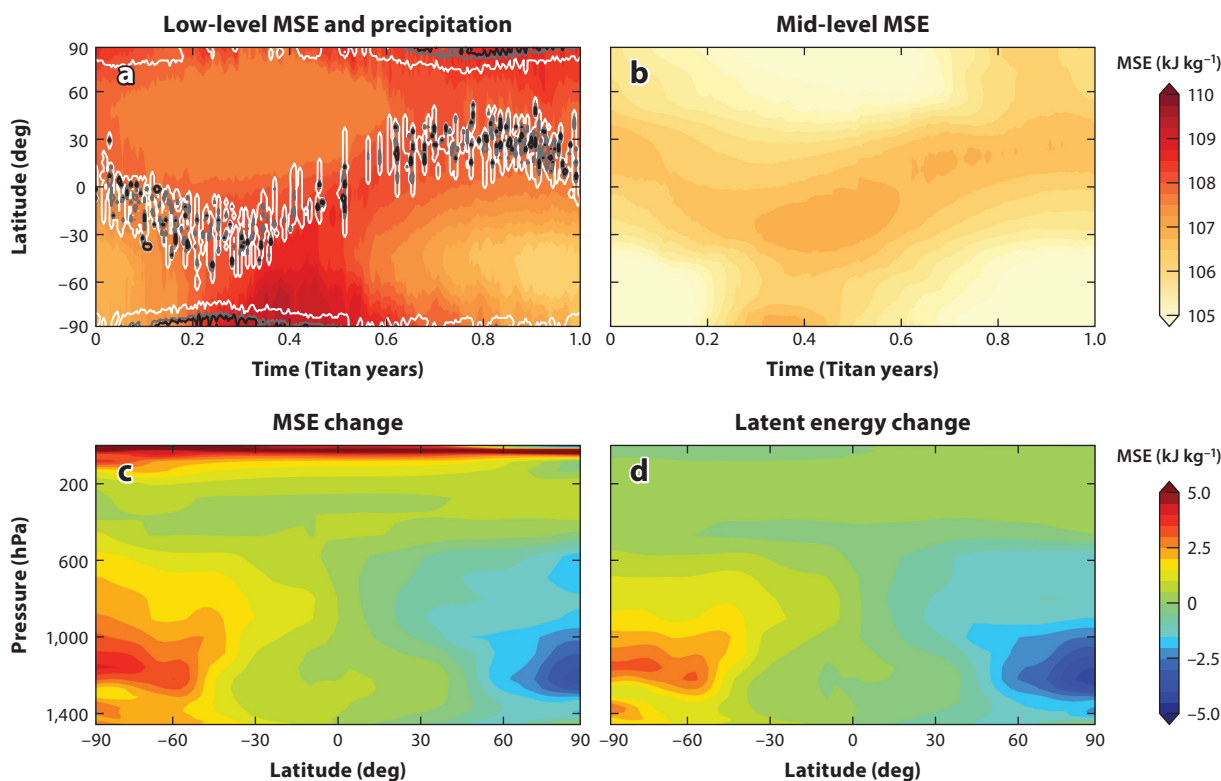 Low-level MSE and precipitation
Mid-level MSE
MSE (kJ kg⁻¹)
a
b
Latitude (deg)
90
60
30
0
−30
−60
−90
0 0.2 0.4 0.6 0.8 1.0
0 0.2 0.4 0.6 0.8 1.0
Time (Titan years)
Time (Titan years)
110
109
108
107
106
105
MSE change
Latent energy change
MSE (kJ kg⁻¹)
c
d
Pressure (hPa)
200
600
1,000
1,400
−90 −60 −30 0 30 60 90
−90 −60 −30 0 30 60 90
Latitude (deg)
Latitude (deg)
5.0
2.5
0
−2.5
−5.0